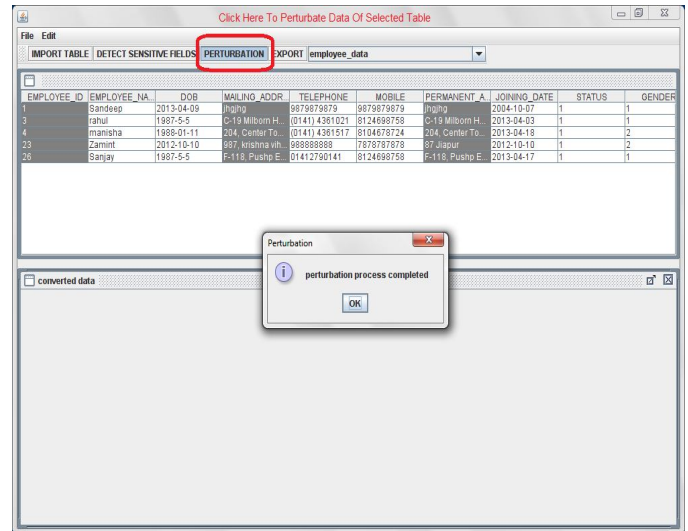 Click Here To Perturbate Data Of Selected Table
File Edit
IMPORT TABLE DETECT SENSITIVE FIELDS PERTURBATION EXPORT employee_data
EMPLOYEE_ID EMPLOYEE_NA... DOB MAILING_ADDR... TELEPHONE MOBILE PERMANENT_A... JOINING_DATE STATUS GENDER
1 Sandeep 2013-04-09 jhgjhg 9879879879 9879879879 jhgjhg 2004-10-07 1 1
3 rahul 1987-5-5 C-19 Milborn H... (0141) 4361021 8124698758 C-19 Milborn H... 2013-04-03 1 1
4 manisha 1988-01-11 204, Center To... (0141) 4361517 8104678724 204, Center To... 2013-04-18 1 2
23 Zamint 2012-10-10 987, krishna vih... 988888888 7878787878 87 Jiapur 2012-10-10 1 2
26 Sanjay 1987-5-5 F-118, Pushp E... 01412790141 8124698758 F-118, Pushp E... 2013-04-17 1 1
Perturbation
perturbation process completed
OK
converted data